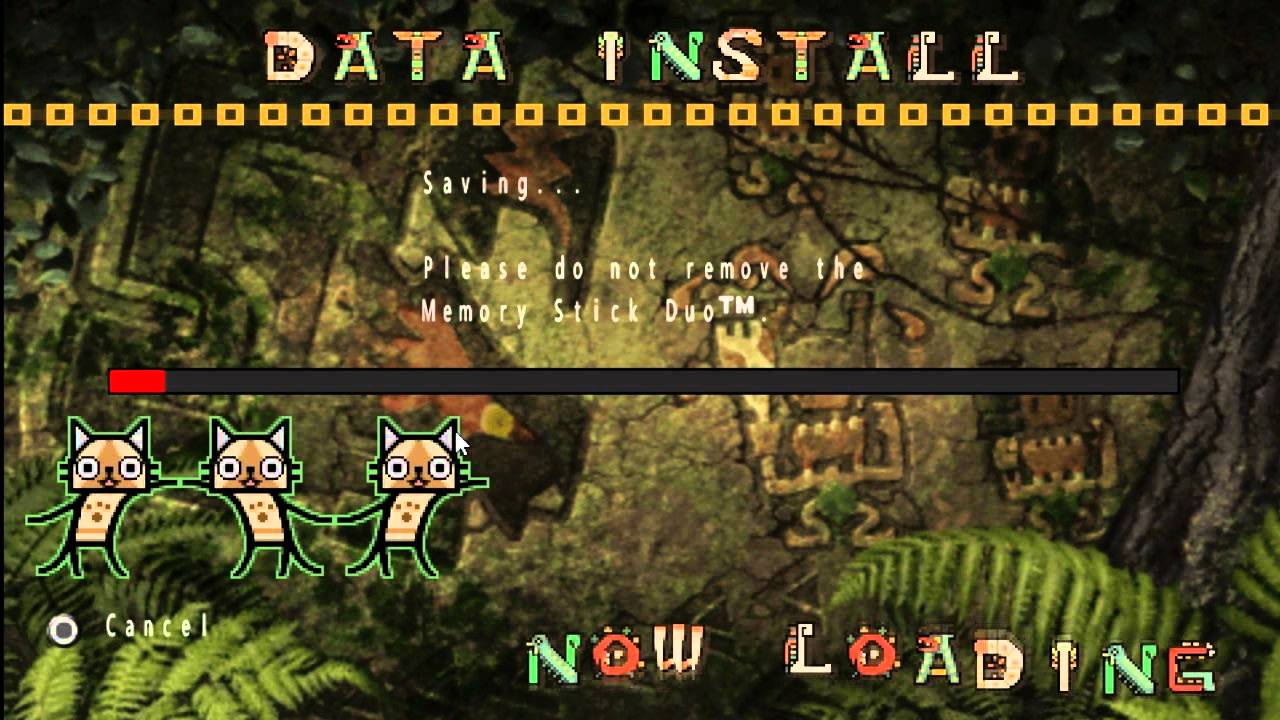 DATA INSTALL
Saving...
Please do not remove the
Memory Stick Duo™.
Cancel
NOW LOADING